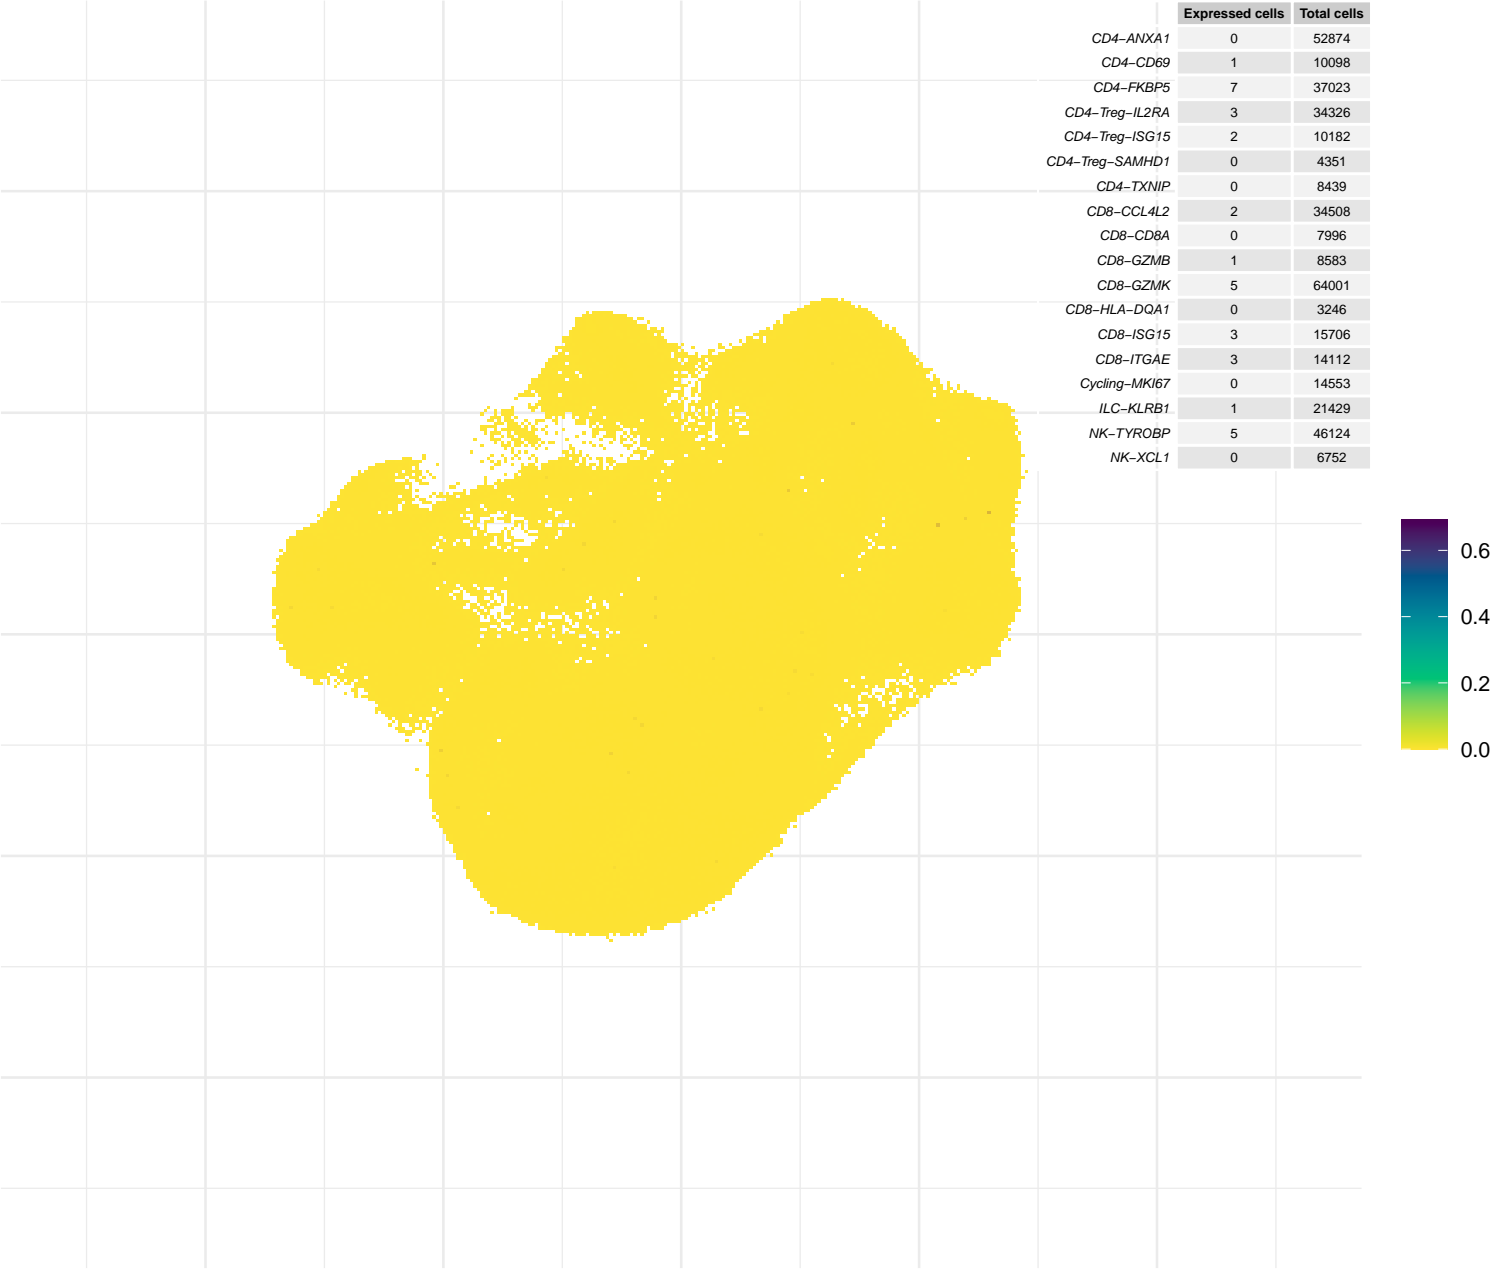 Expressed cells Total cells
CD4−ANXA1 0 52874
CD4−CD69 1 10098
CD4−FKBP5 7 37023
CD4−Treg−IL2RA 3 34326
CD4−Treg−ISG15 2 10182
CD4−Treg−SAMHD1 0 4351
CD4−TXNIP 0 8439
CD8−CCL4L2 2 34508
CD8−CD8A 0 7996
CD8−GZMB 1 8583
CD8−GZMK 5 64001
CD8−HLA−DQA1 0 3246
CD8−ISG15 3 15706
CD8−ITGAE 3 14112
Cycling−MKI67 0 14553
ILC−KLRB1 1 21429
NK−TYROBP 5 46124
NK−XCL1 0 6752
0.6
0.4
0.2
0.0